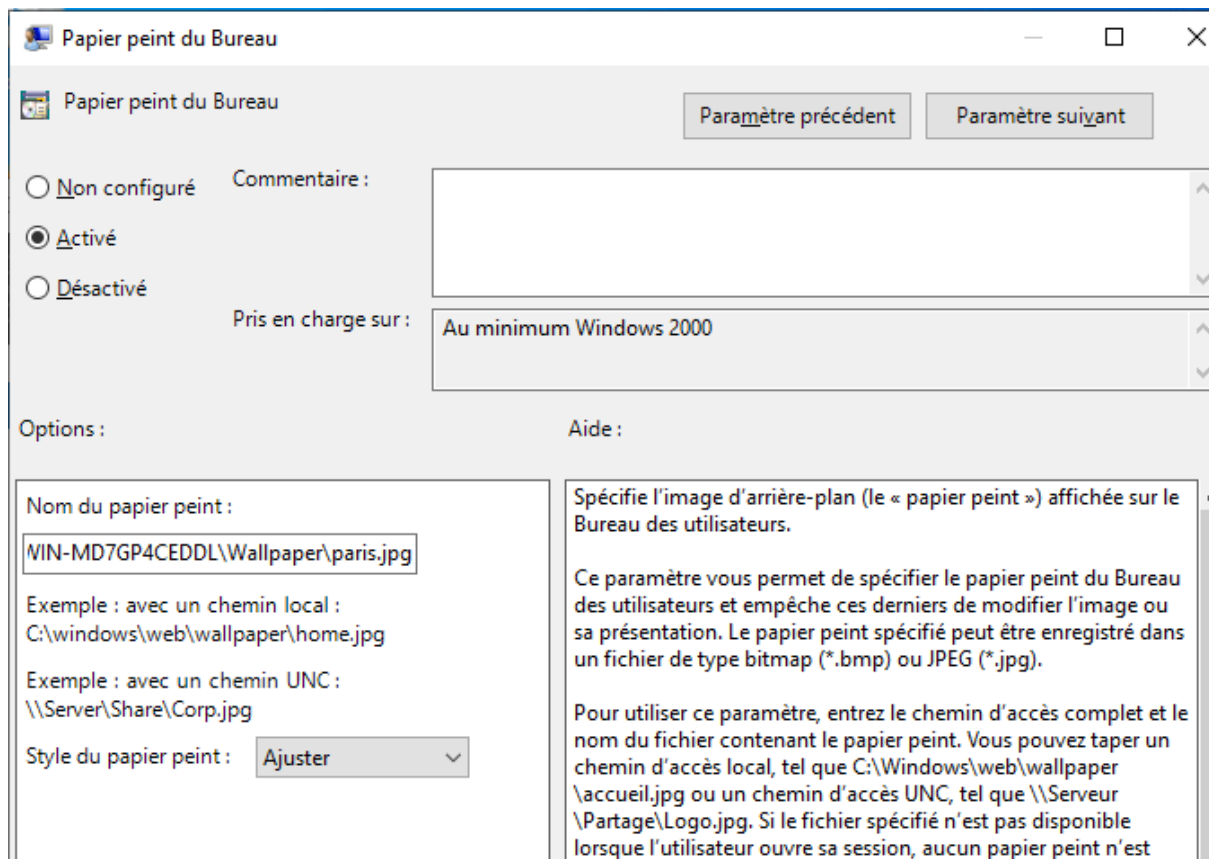 Papier peint du Bureau
Papier peint du Bureau
Paramètre précédent
Paramètre suivant
Non configuré
Commentaire :
Activé
Désactivé
Pris en charge sur :
Au minimum Windows 2000
Options :
Aide :
Nom du papier peint :
WIN-MD7GP4CEDDL\Wallpaper\paris.jpg
Exemple : avec un chemin local :
C:\windows\web\wallpaper\home.jpg
Exemple : avec un chemin UNC :
\\Server\Share\Corp.jpg
Style du papier peint :
Ajuster
Spécifie l'image d'arrière-plan (le « papier peint ») affichée sur le
Bureau des utilisateurs.
Ce paramètre vous permet de spécifier le papier peint du Bureau
des utilisateurs et empêche ces derniers de modifier l'image ou
sa présentation. Le papier peint spécifié peut être enregistré dans
un fichier de type bitmap (*.bmp) ou JPEG (*.jpg).
Pour utiliser ce paramètre, entrez le chemin d'accès complet et le
nom du fichier contenant le papier peint. Vous pouvez taper un
chemin d'accès local, tel que C:\Windows\web\wallpaper
\accueil.jpg ou un chemin d'accès UNC, tel que \\Serveur
\Partage\Logo.jpg. Si le fichier spécifié n'est pas disponible
lorsque l'utilisateur ouvre sa session, aucun papier peint n'est